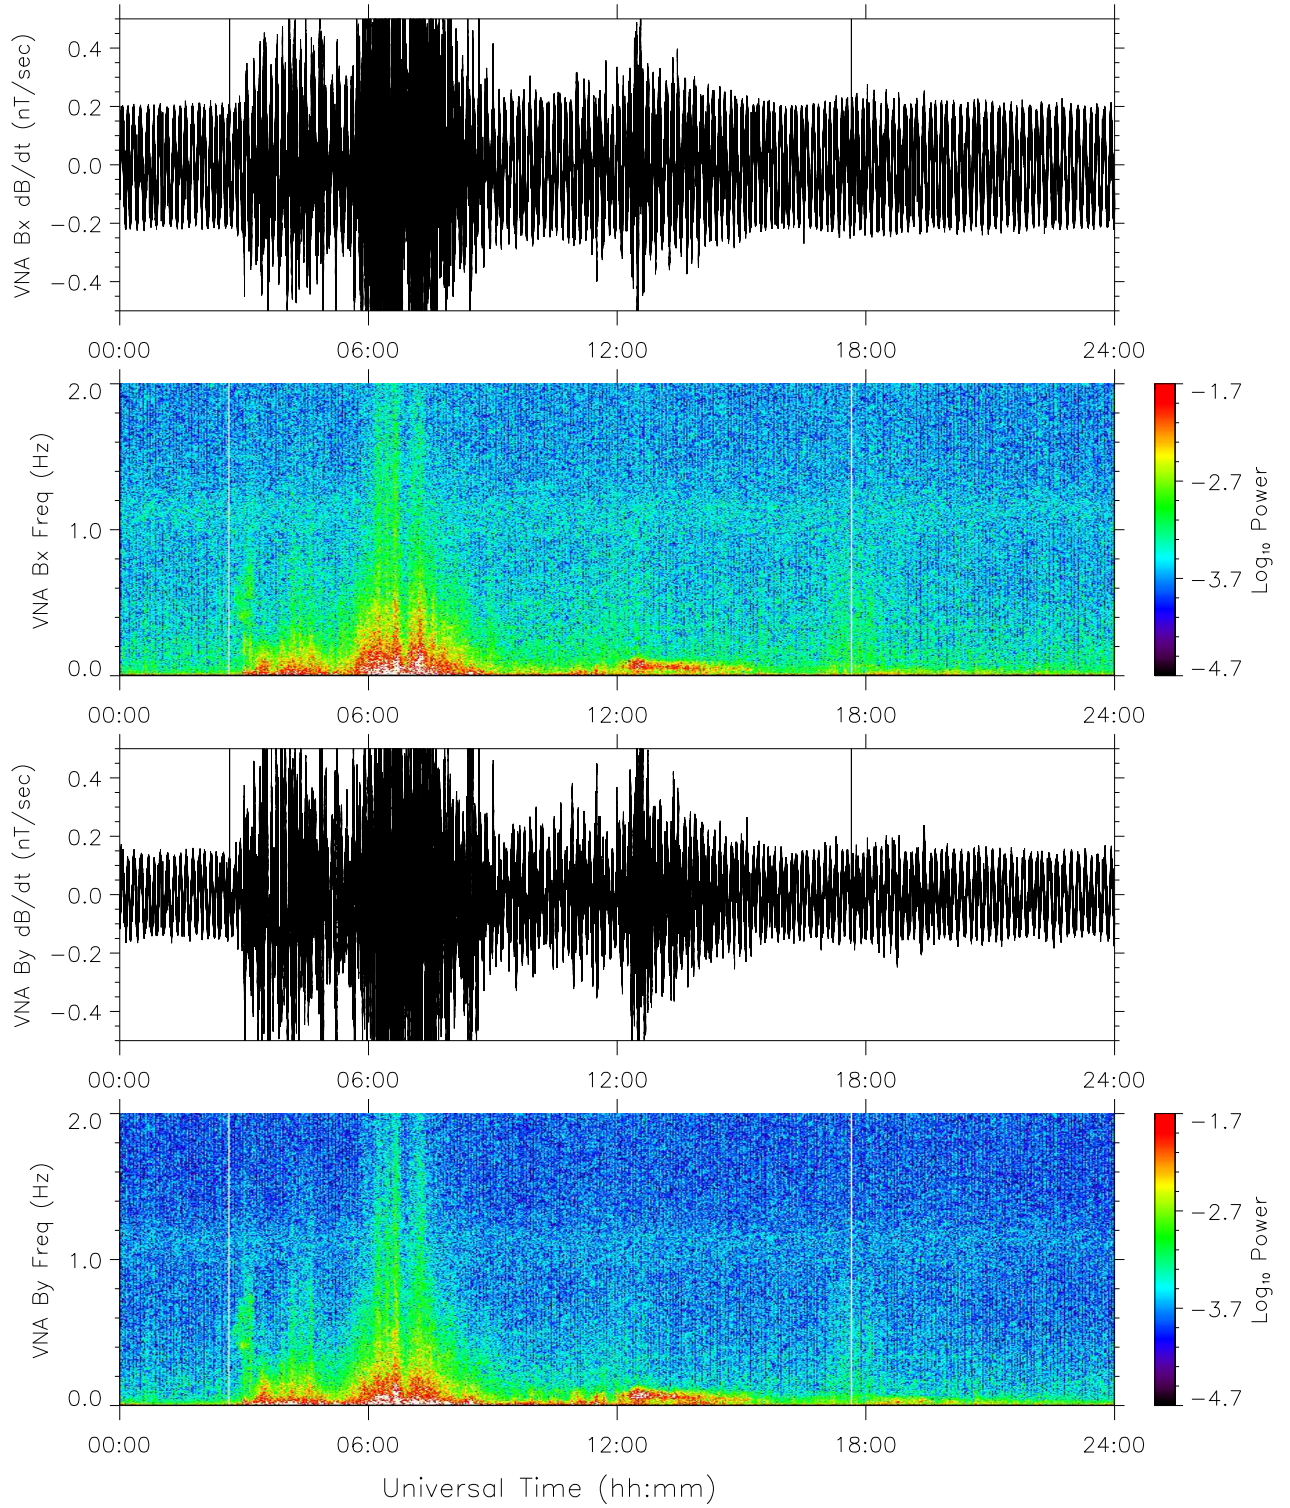 VNA Bx dB/dt (nT/sec)
0.4
0.2
0.0
−0.2
−0.4
00:00 06:00 12:00 18:00 24:00
VNA Bx Freq (Hz)
2.0
1.0
0.0
00:00 06:00 12:00 18:00 24:00
−1.7
−2.7
−3.7
−4.7
Log₁₀ Power
VNA By dB/dt (nT/sec)
0.4
0.2
0.0
−0.2
−0.4
00:00 06:00 12:00 18:00 24:00
VNA By Freq (Hz)
2.0
1.0
0.0
00:00 06:00 12:00 18:00 24:00
−1.7
−2.7
−3.7
−4.7
Log₁₀ Power
Universal Time (hh:mm)